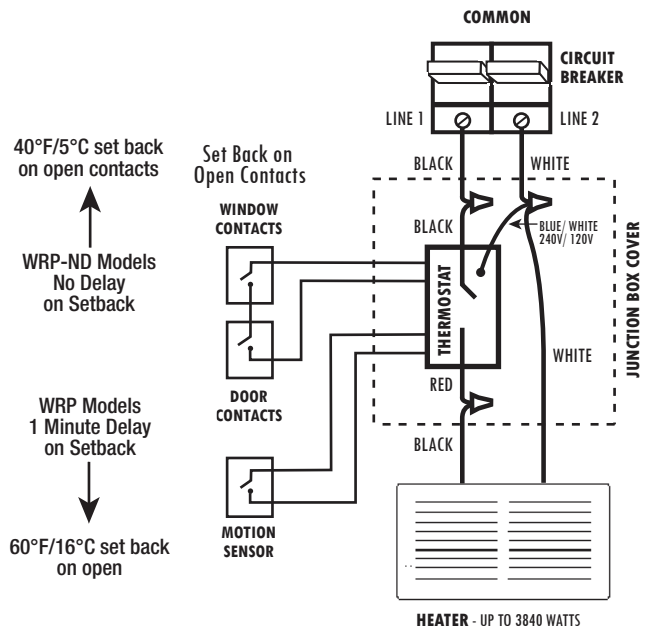 COMMON
CIRCUIT
BREAKER
LINE 1
LINE 2
40°F/5°C set back
on open contacts
Set Back on
Open Contacts
BLACK
WHITE
WINDOW
CONTACTS
BLACK
BLUE/ WHITE
240V/ 120V
WRP-ND Models
No Delay
on Setback
THERMOSTAT
JUNCTION BOX COVER
WHITE
RED
DOOR
CONTACTS
WRP Models
1 Minute Delay
on Setback
BLACK
MOTION
SENSOR
60°F/16°C set back
on open
HEATER - UP TO 3840 WATTS